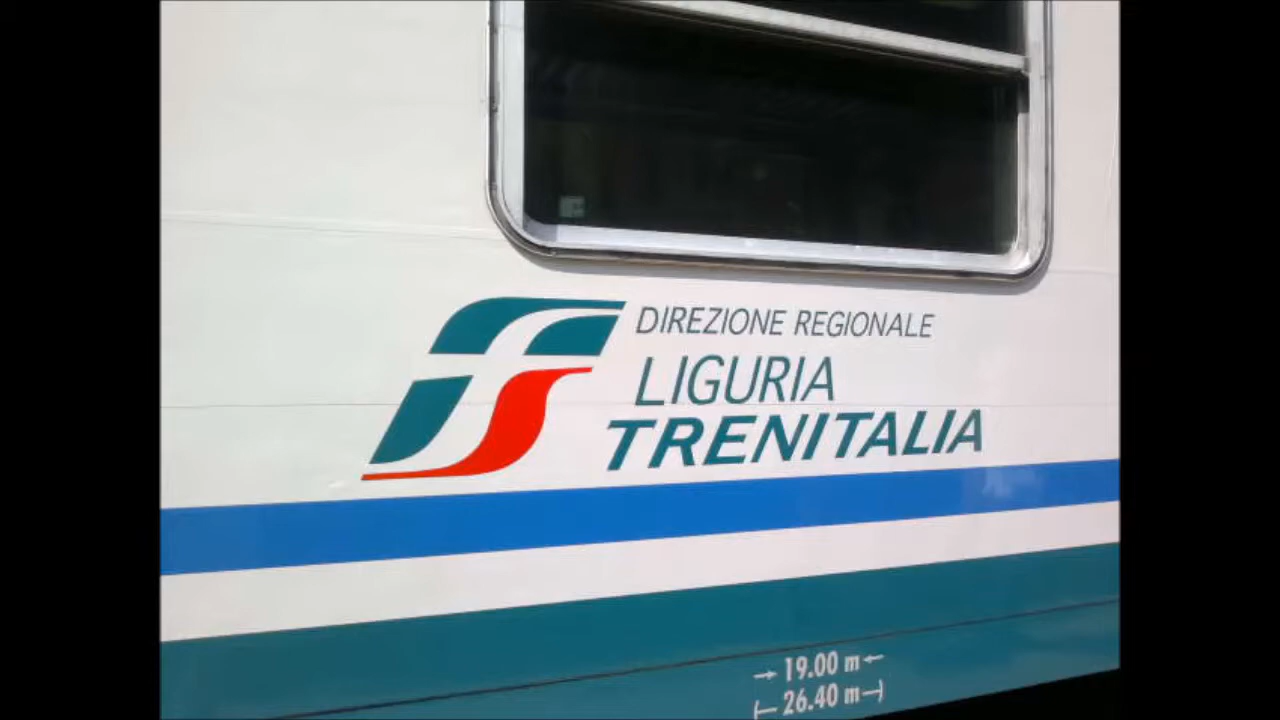 DIREZIONE REGIONALE
LIGURIA
TRENITALIA
19.00 m
26.40 m